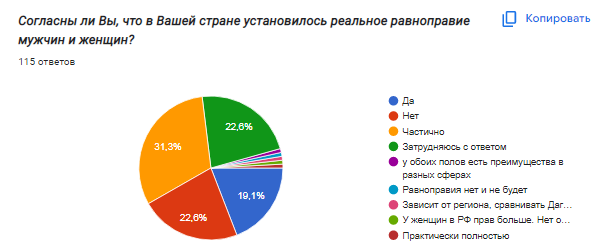 Согласны ли Вы, что в Вашей стране установилось реальное равноправие
мужчин и женщин?
Копировать
115 ответов
22,6%
31,3%
19,1%
22,6%
Да
Нет
Частично
Затрудняюсь с ответом
у обоих полов есть преимущества в
разных сферах
Равноправия нет и не будет
Зависит от региона, сравнивать Даг…
У женщин в РФ прав больше. Нет о…
Практически полностью